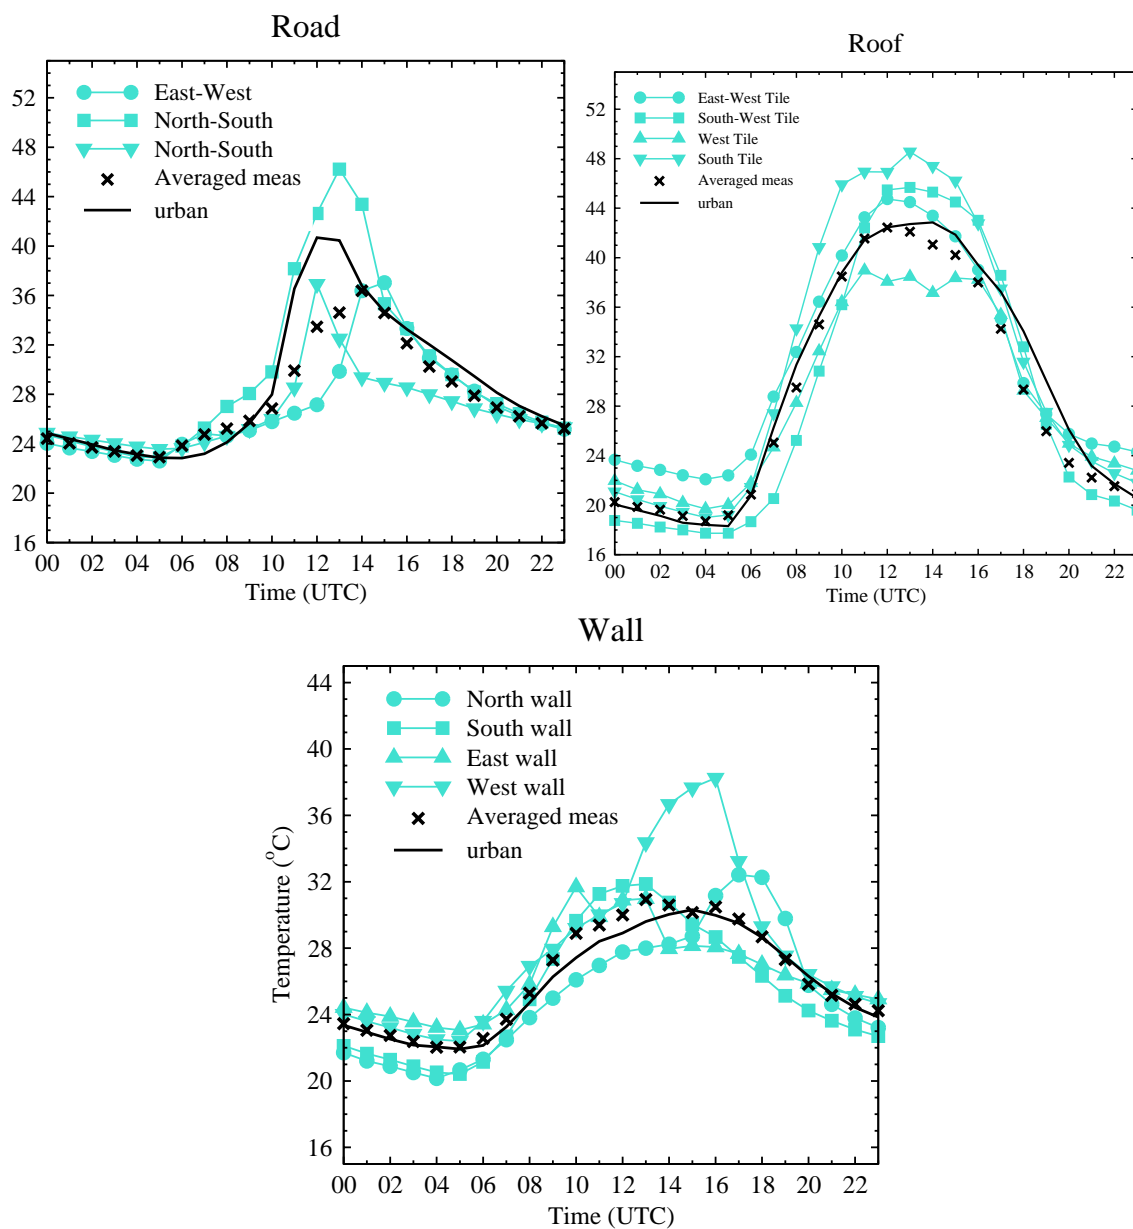 Road
52
48
44
40
36
32
28
24
20
16
East-West
North-South
North-South
Averaged meas
urban
00 02 04 06 08 10 12 14 16 18 20 22
Time (UTC)
Roof
52
48
44
40
36
32
28
24
20
16
East-West Tile
South-West Tile
West Tile
South Tile
Averaged meas
urban
00 02 04 06 08 10 12 14 16 18 20 22
Time (UTC)
Wall
Temperature (°C)
44
40
36
32
28
24
20
16
North wall
South wall
East wall
West wall
Averaged meas
urban
00 02 04 06 08 10 12 14 16 18 20 22
Time (UTC)